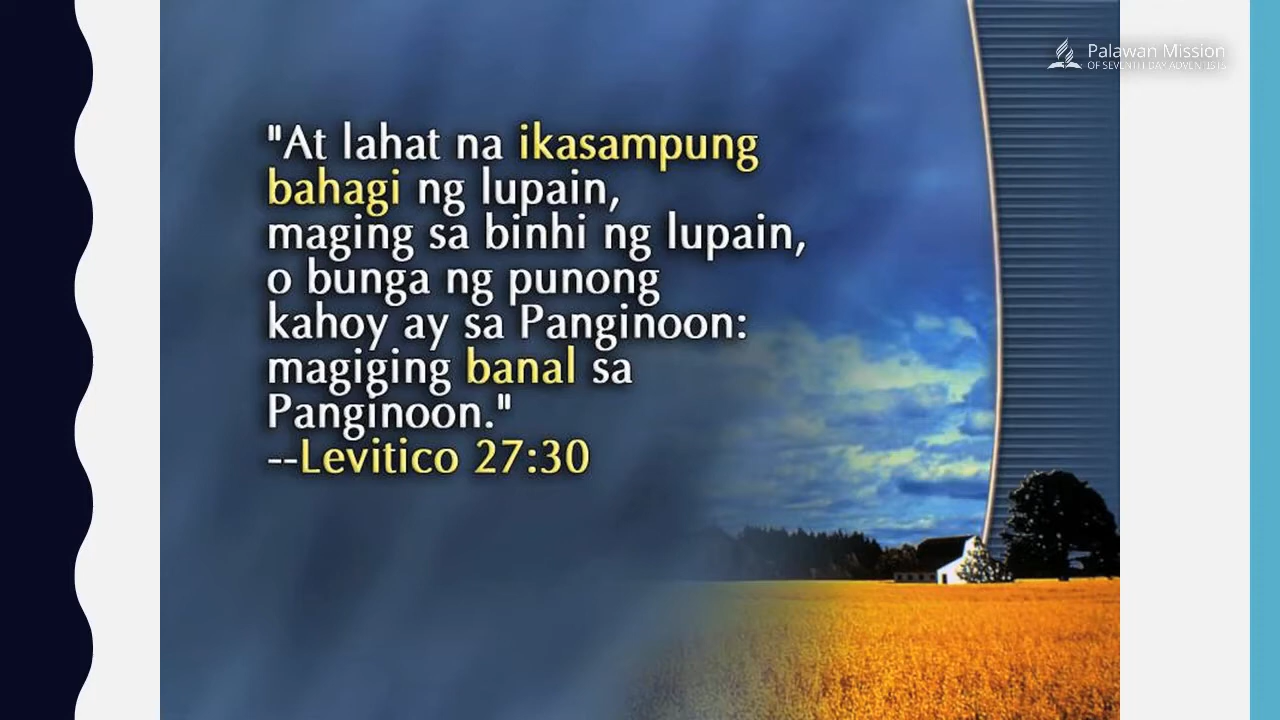 Palawan Mission
OF SEVENTH DAY ADVENTISTS
"At lahat na ikasampung
bahagi ng lupain,
maging sa binhi ng lupain,
o bunga ng punong
kahoy ay sa Panginoon:
magiging banal sa
Panginoon."
--Levitico 27:30